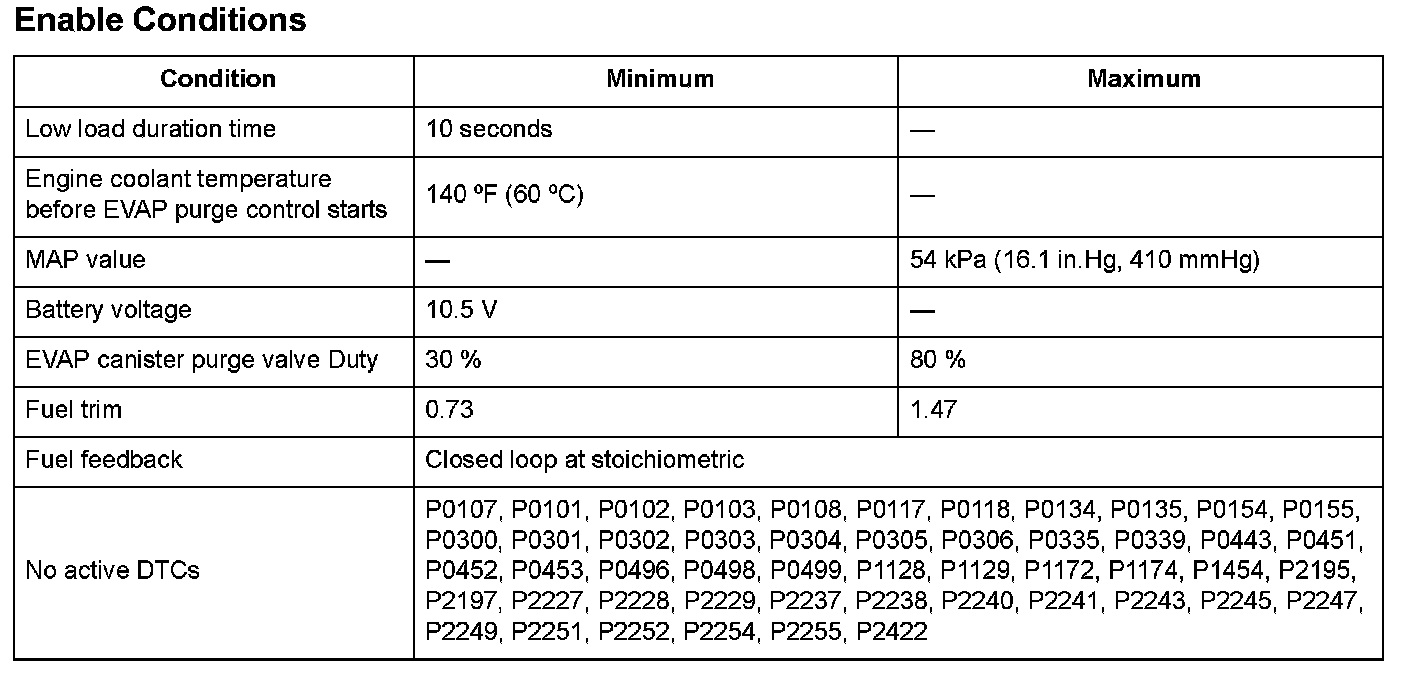 Enable Conditions
Condition Minimum Maximum
Low load duration time 10 seconds —
Engine coolant temperature
before EVAP purge control starts 140 ºF (60 ºC) —
MAP value — 54 kPa (16.1 in.Hg, 410 mmHg)
Battery voltage 10.5 V —
EVAP canister purge valve Duty 30 % 80 %
Fuel trim 0.73 1.47
Fuel feedback Closed loop at stoichiometric
No active DTCs
P0107, P0101, P0102, P0103, P0108, P0117, P0118, P0134, P0135, P0154, P0155,
P0300, P0301, P0302, P0303, P0304, P0305, P0306, P0335, P0339, P0443, P0451,
P0452, P0453, P0496, P0498, P0499, P1128, P1129, P1172, P1174, P1454, P2195,
P2197, P2227, P2228, P2229, P2237, P2238, P2240, P2241, P2243, P2245, P2247,
P2249, P2251, P2252, P2254, P2255, P2422